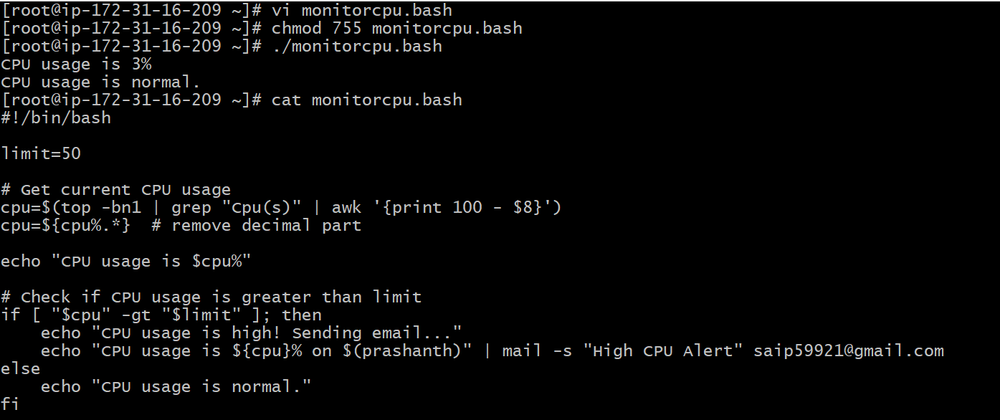 [root@ip-172-31-16-209 ~]# vi monitorcpu.bash
[root@ip-172-31-16-209 ~]# chmod 755 monitorcpu.bash
[root@ip-172-31-16-209 ~]# ./monitorcpu.bash
CPU usage is 3%
CPU usage is normal.
[root@ip-172-31-16-209 ~]# cat monitorcpu.bash
#!/bin/bash

limit=50

# Get current CPU usage
cpu=$(top -bn1 | grep "Cpu(s)" | awk '{print 100 - $8}')
cpu=${cpu%.*}  # remove decimal part

echo "CPU usage is $cpu%"

# Check if CPU usage is greater than limit
if [ "$cpu" -gt "$limit" ]; then
    echo "CPU usage is high! Sending email..."
    echo "CPU usage is ${cpu}% on $(prashanth)" | mail -s "High CPU Alert" saip59921@gmail.com
else
    echo "CPU usage is normal."
fi